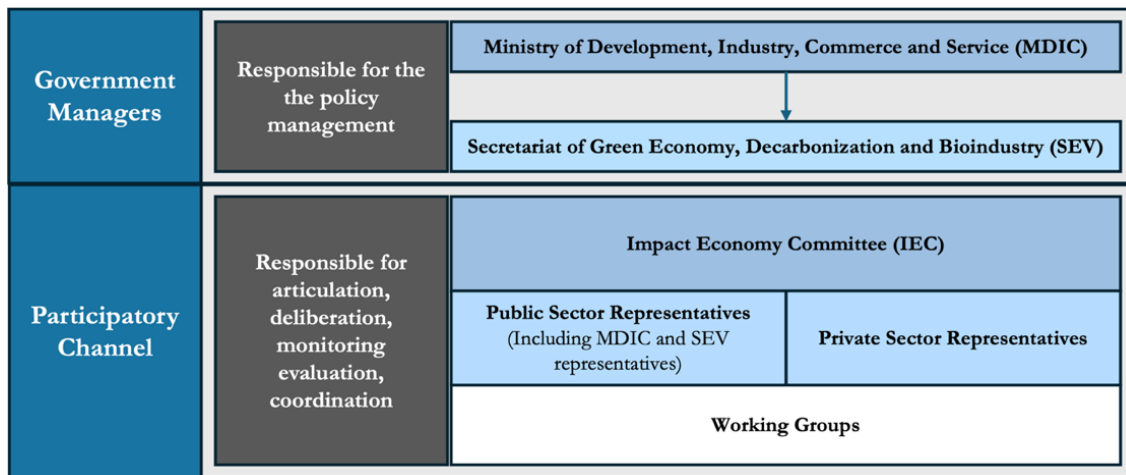 Government
Managers
Responsible for the
the policy
management
Ministry of Development, Industry, Commerce and Service (MDIC)
Secretariat of Green Economy, Decarbonization and Bioindustry (SEV)
Participatory
Channel
Responsible for
articulation,
deliberation,
monitoring
evaluation,
coordination
Impact Economy Committee (IEC)
Public Sector Representatives
(Including MDIC and SEV
representatives)
Private Sector Representatives
Working Groups